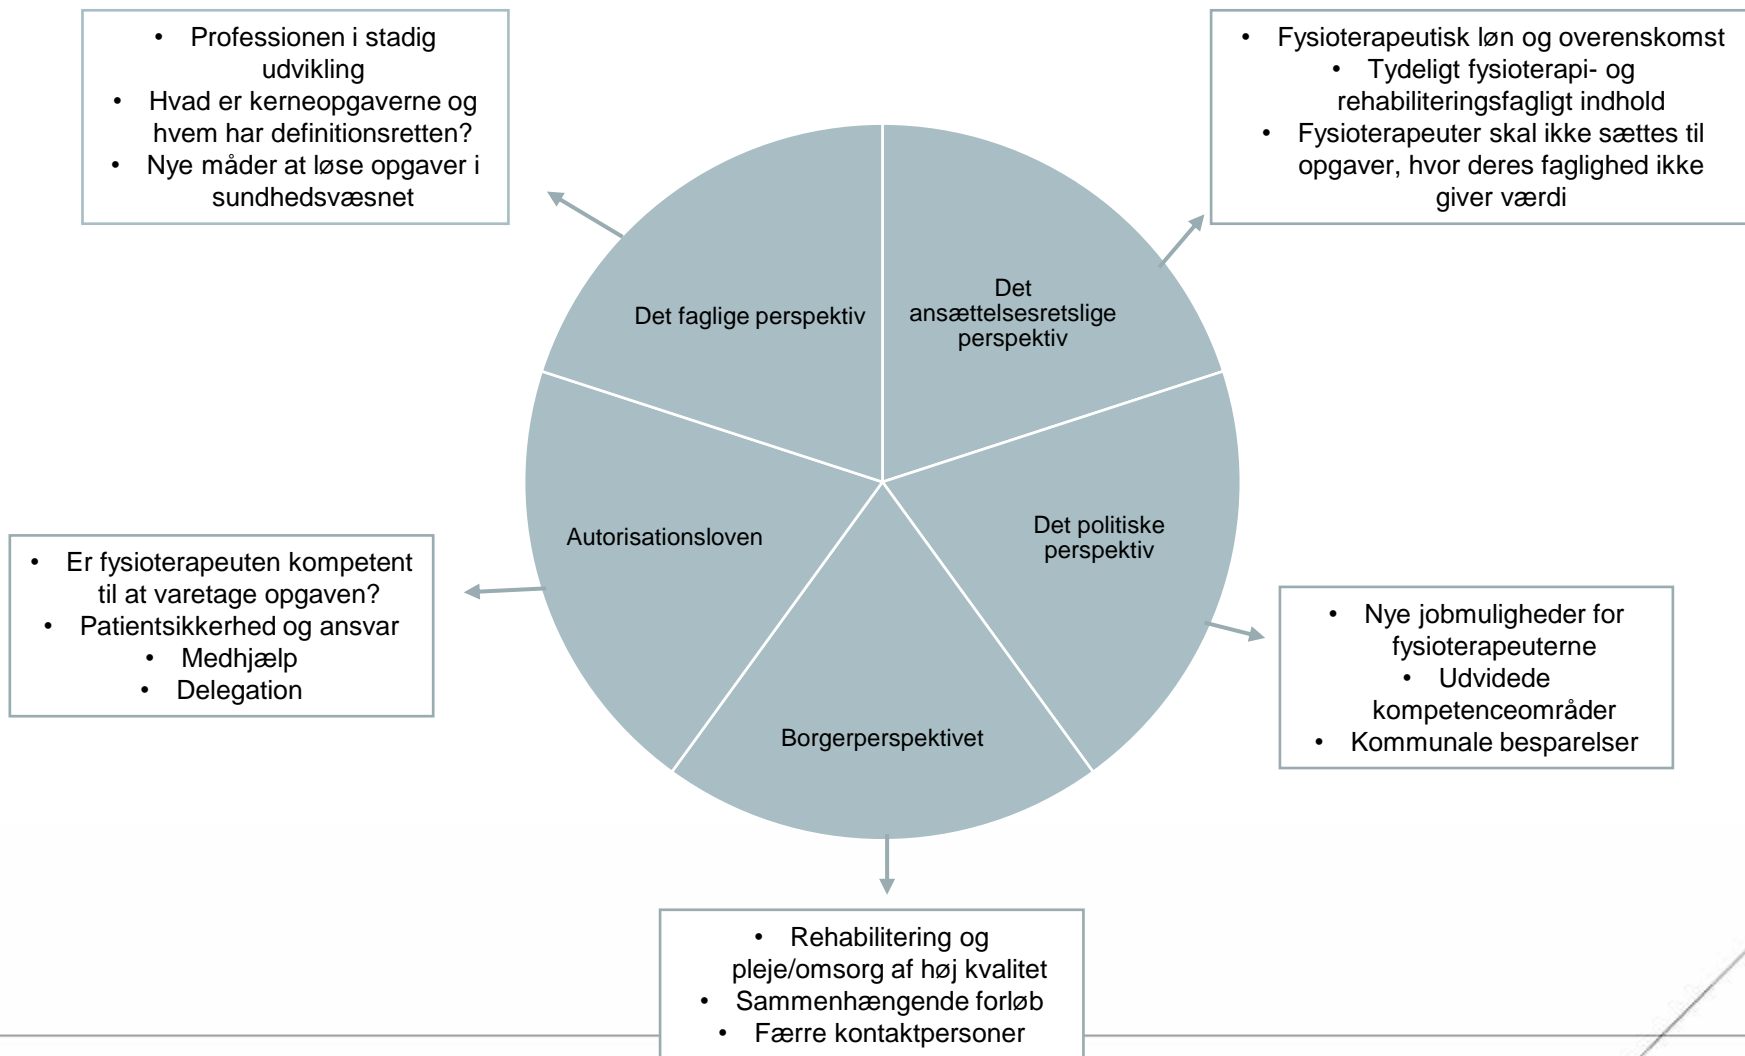 • Professionen i stadig
udvikling
• Hvad er kerneopgaverne og
hvem har definitionsretten?
• Nye måder at løse opgaver i
sundhedsvæsnet
• Fysioterapeutisk løn og overenskomst
• Tydeligt fysioterapi- og
rehabiliteringsfagligt indhold
• Fysioterapeuter skal ikke sættes til
opgaver, hvor deres faglighed ikke
giver værdi
Det faglige perspektiv
Det
ansættelsesretslige
perspektiv
Autorisationsloven
Det politiske
perspektiv
Borgerperspektivet
• Er fysioterapeuten kompetent
til at varetage opgaven?
• Patientsikkerhed og ansvar
• Medhjælp
• Delegation
• Nye jobmuligheder for
fysioterapeuterne
• Udvidede
kompetenceområder
• Kommunale besparelser
• Rehabilitering og
pleje/omsorg af høj kvalitet
• Sammenhængende forløb
• Færre kontaktpersoner